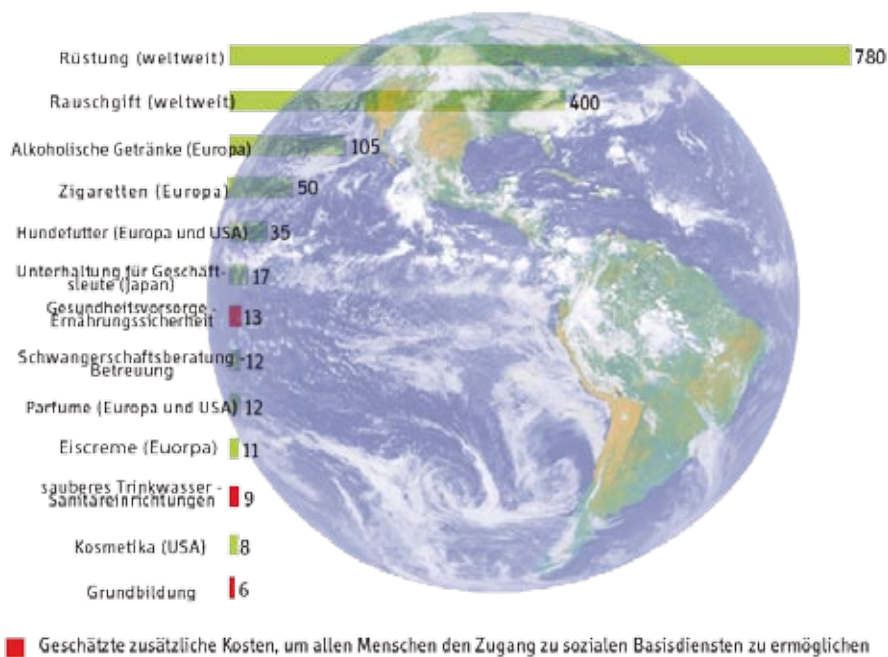 Rüstung (weltweit) 780
Rauschgift (weltweit) 400
Alkoholische Getränke (Europa) 105
Zigaretten (Europa) 50
Hundefutter (Europa und USA) 35
Unterhaltung für Geschäft-
sleute (Japan) 17
Gesundheitsvorsorge -
Ernährungssicherheit 13
Schwangerschaftsberatung -
Betreuung 12
Parfume (Europa und USA) 12
Eiscreme (Euorpa) 11
sauberes Trinkwasser -
Sanitäreinrichtungen 9
Kosmetika (USA) 8
Grundbildung 6
Geschätzte zusätzliche Kosten, um allen Menschen den Zugang zu sozialen Basisdiensten zu ermöglichen